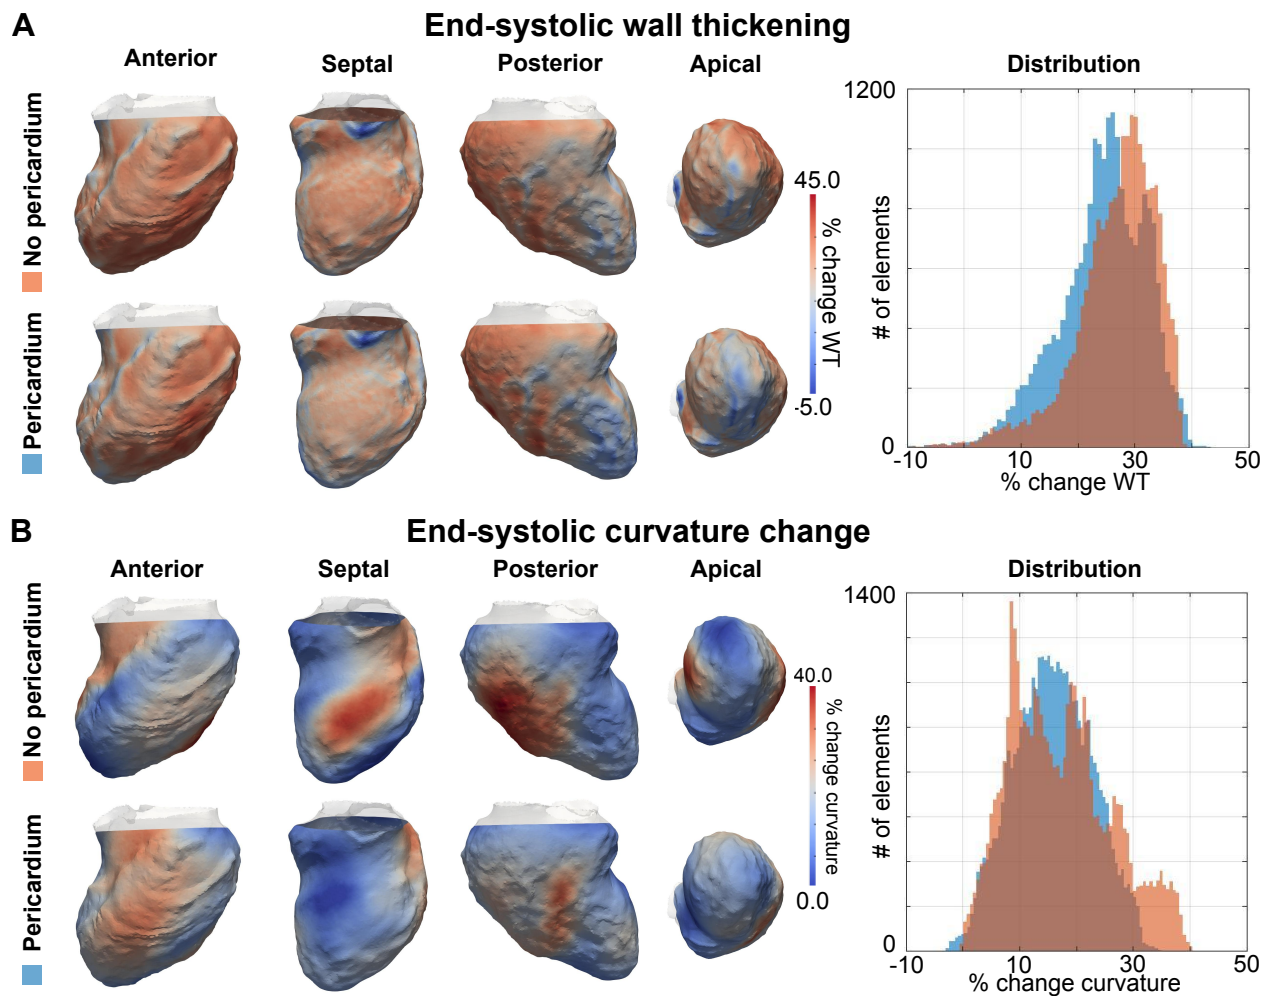 A
End-systolic wall thickening
Anterior
Septal
Posterior
Apical
Distribution
No pericardium
Pericardium
45.0
% change WT
-5.0
1200
# of elements
0
-10
10
30
50
% change WT
B
End-systolic curvature change
Anterior
Septal
Posterior
Apical
Distribution
No pericardium
Pericardium
40.0
% change curvature
0.0
1400
# of elements
0
-10
10
30
50
% change curvature